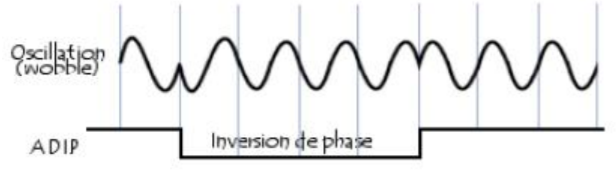 Oscillation
(wobble)
Inversion de phase
ADIP